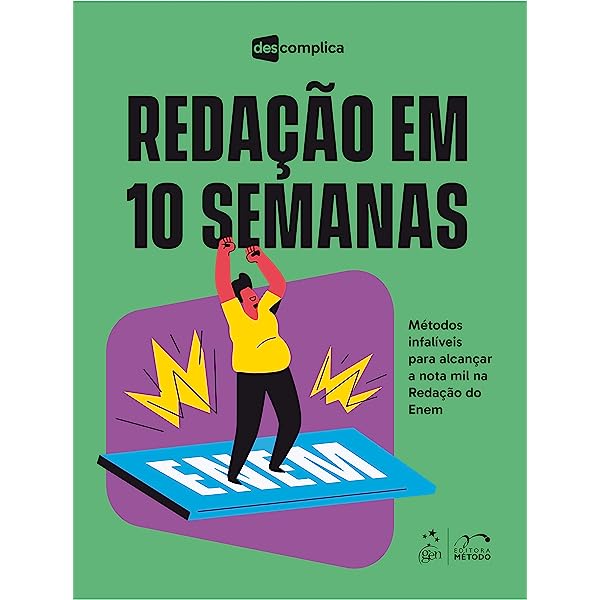 descomplica
REDAÇÃO EM
10 SEMANAS
Métodos
infalíveis
para alcançar
a nota mil na
Redação do
Enem
ENEM
gen
EDITORA
MÉTODO